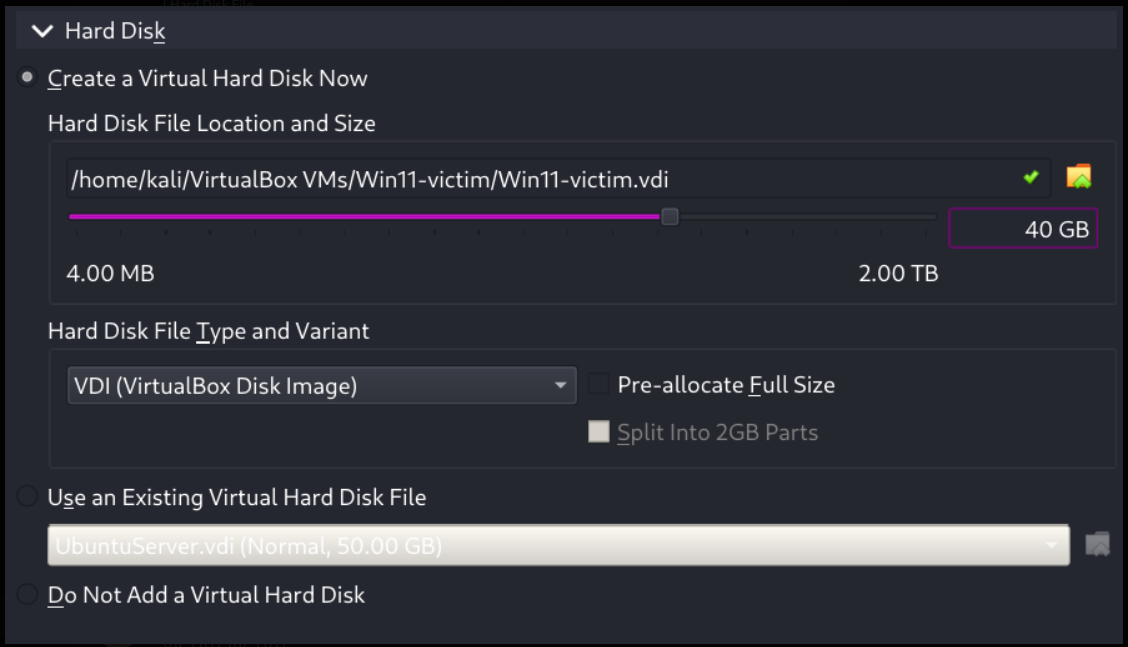 Hard Disk
Create a Virtual Hard Disk Now
Hard Disk File Location and Size
/home/kali/VirtualBox VMs/Win11-victim/Win11-victim.vdi
40 GB
4.00 MB 2.00 TB
Hard Disk File Type and Variant
VDI (VirtualBox Disk Image) Pre-allocate Full Size
Split Into 2GB Parts
Use an Existing Virtual Hard Disk File
UbuntuServer.vdi (Normal, 50.00 GB)
Do Not Add a Virtual Hard Disk